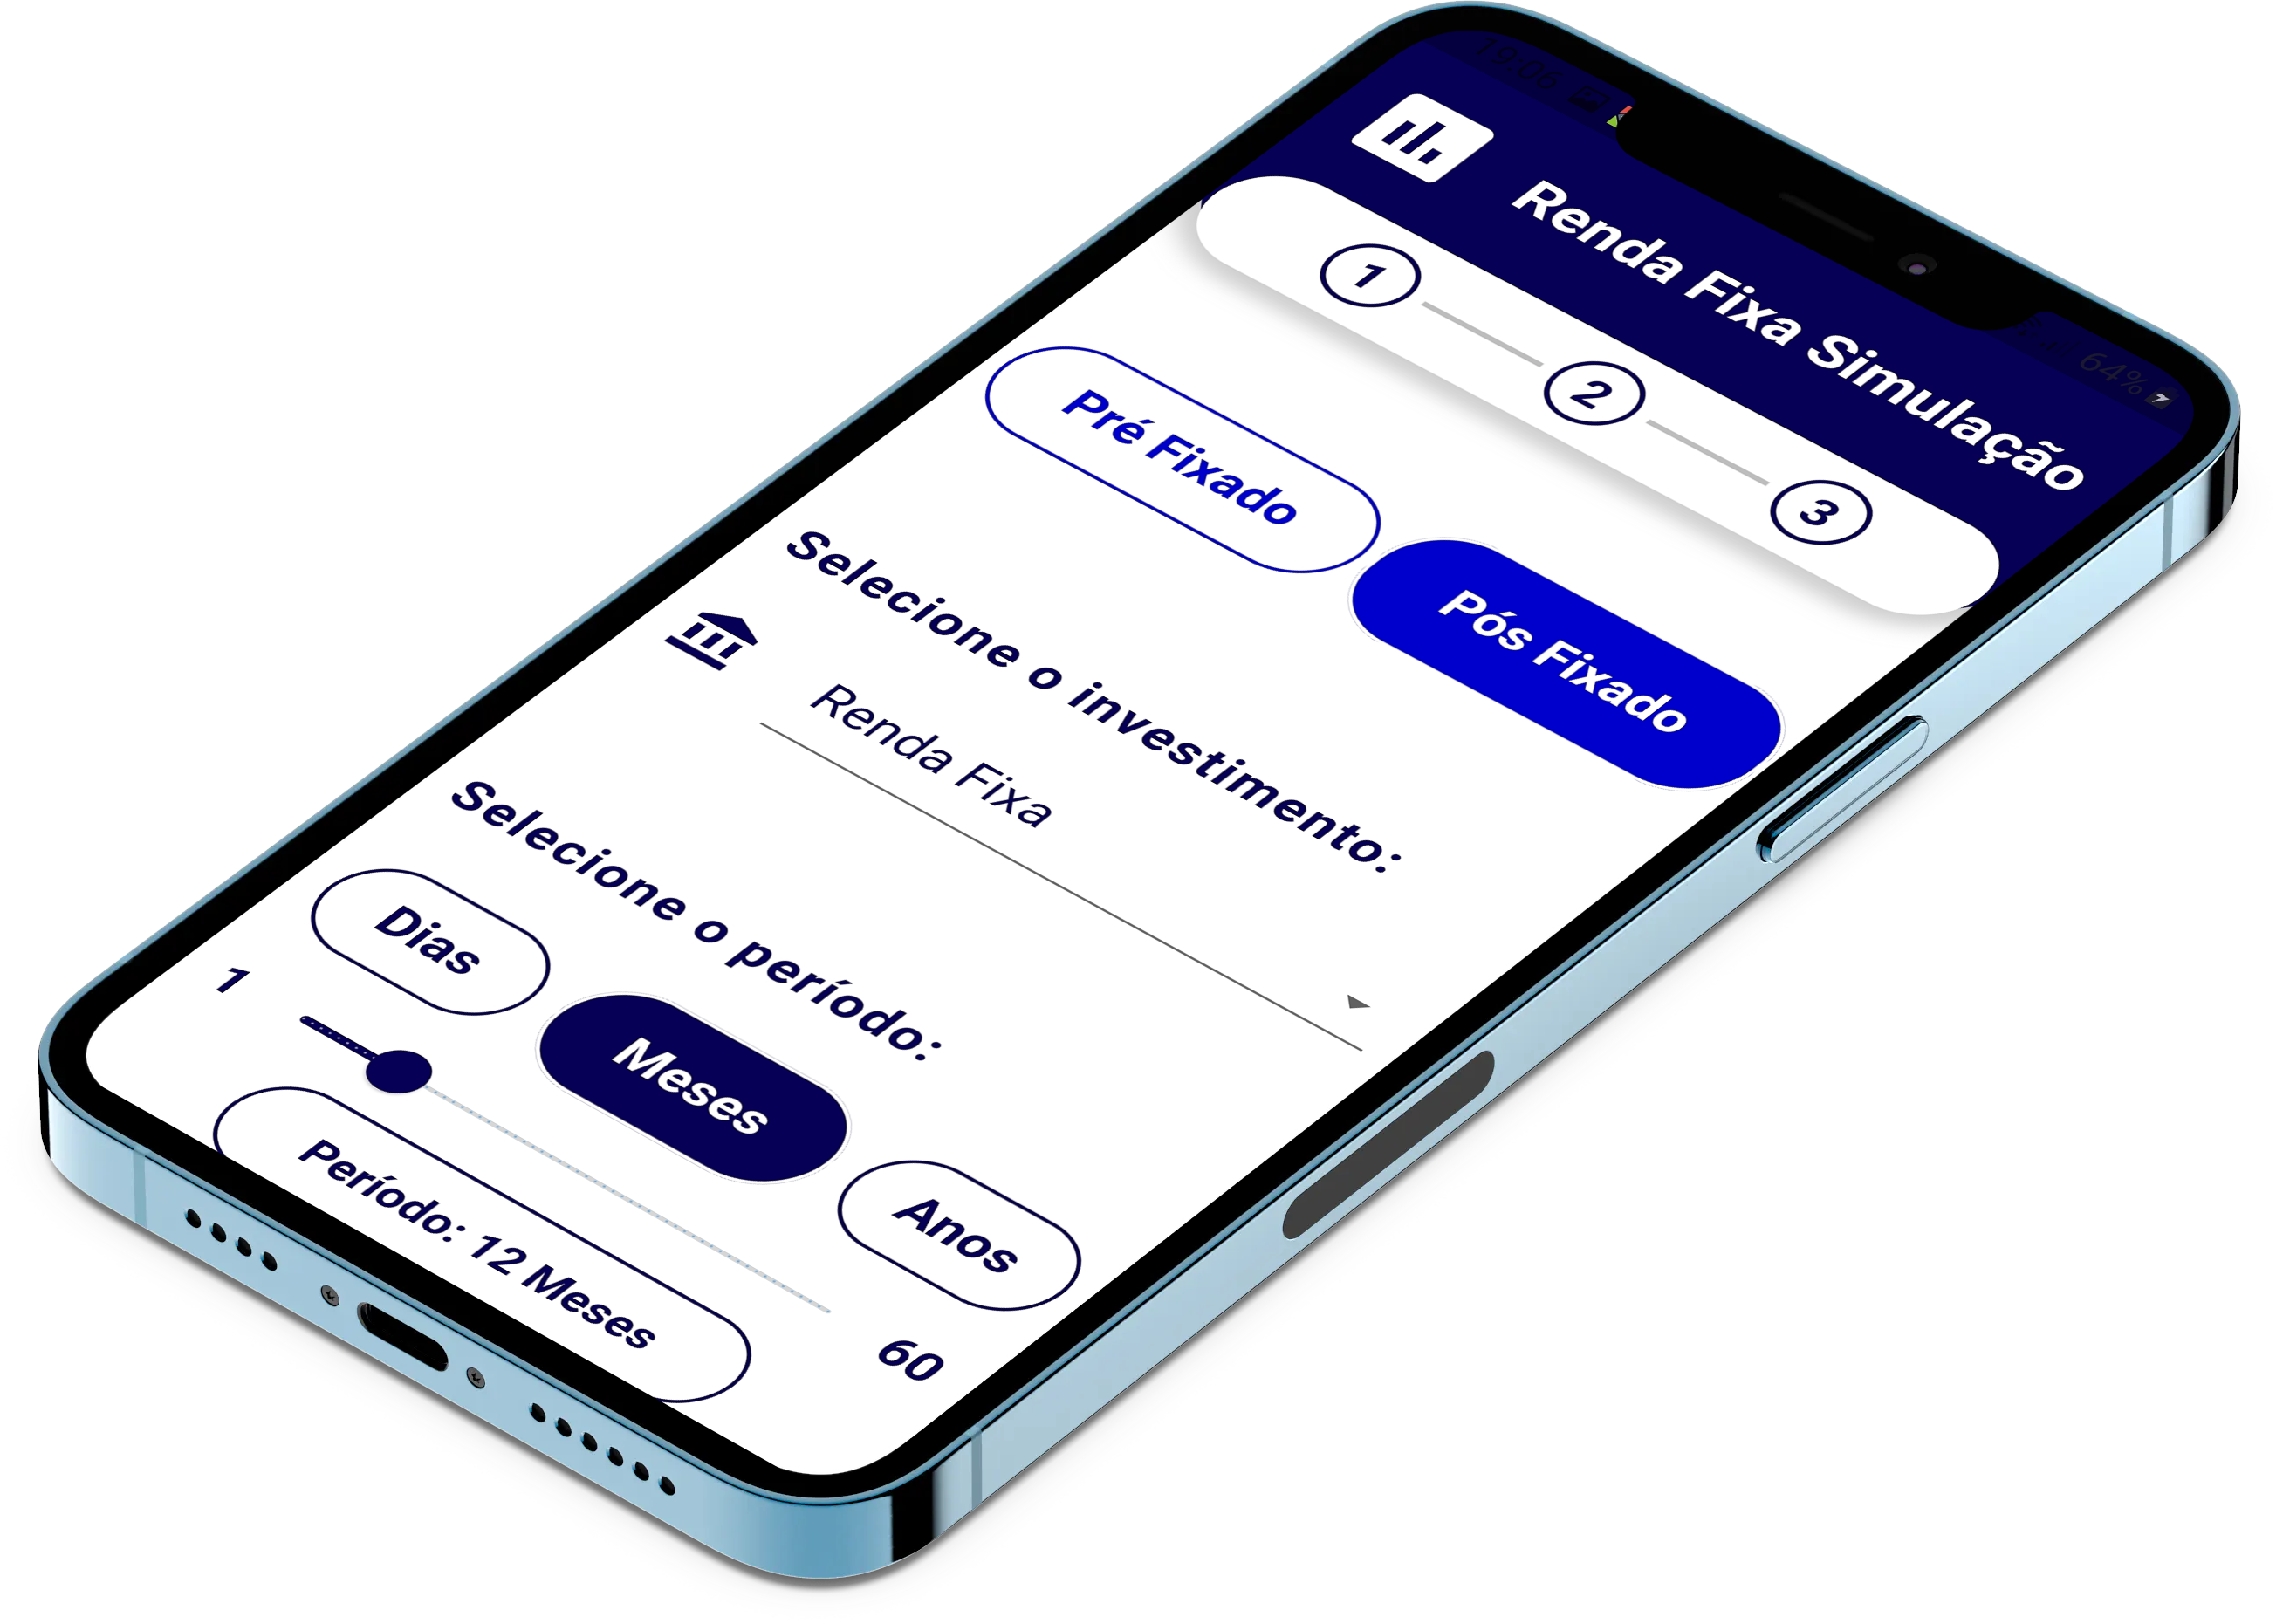 19:06
64%
Renda Fixa Simulação
1
2
3
Pré Fixado
Pós Fixado
Selecione o investimento:
Renda Fixa
Selecione o período:
Dias
Meses
Anos
1
60
Período: 12 Meses